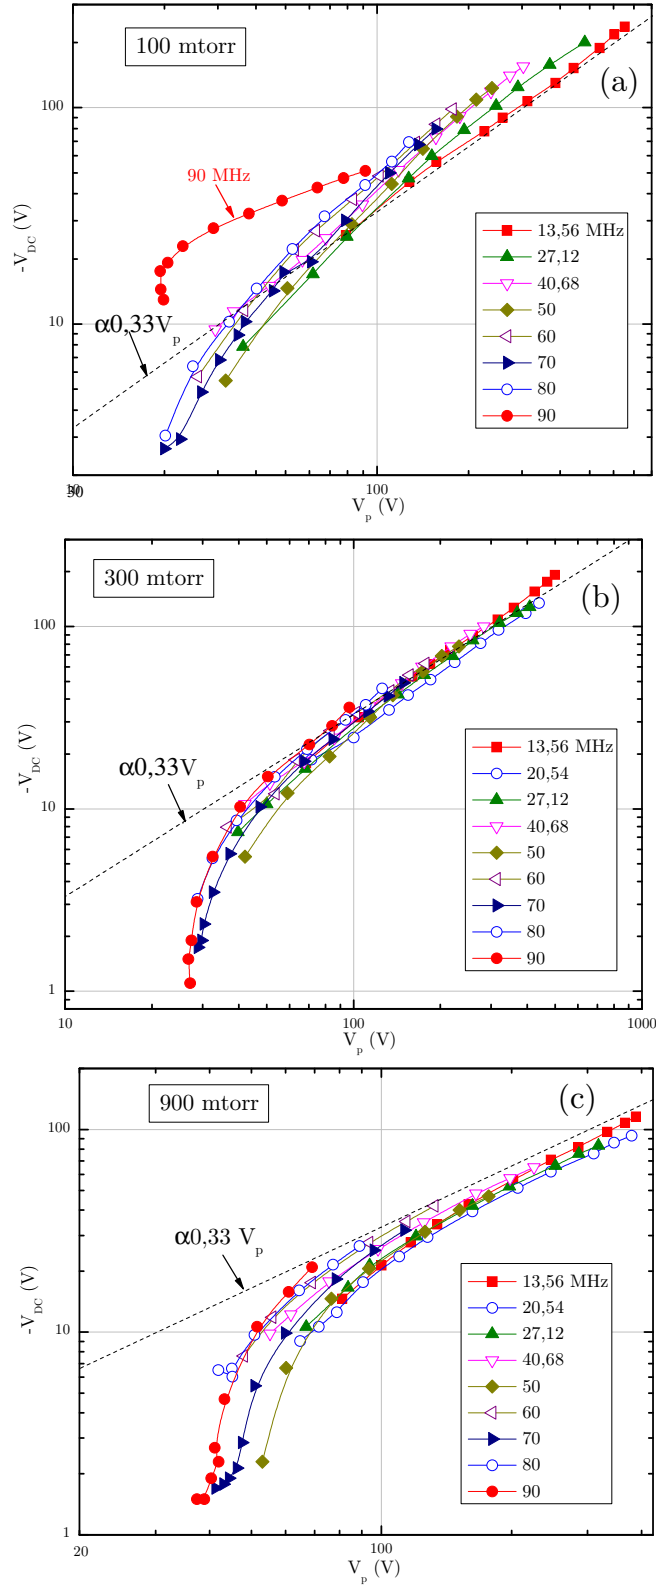 100 mtorr
(a)
100
90 MHz
-V_DC (V)
10
α0,33V_p
13,56 MHz
27,12
40,68
50
60
70
80
90
10
30
100
V_p (V)
300 mtorr
(b)
100
-V_DC (V)
α0,33V_p
10
13,56 MHz
20,54
27,12
40,68
50
60
70
80
90
1
10
100
1000
V_p (V)
900 mtorr
(c)
100
-V_DC (V)
α0,33 V_p
10
13,56 MHz
20,54
27,12
40,68
50
60
70
80
90
1
20
100
V_p (V)